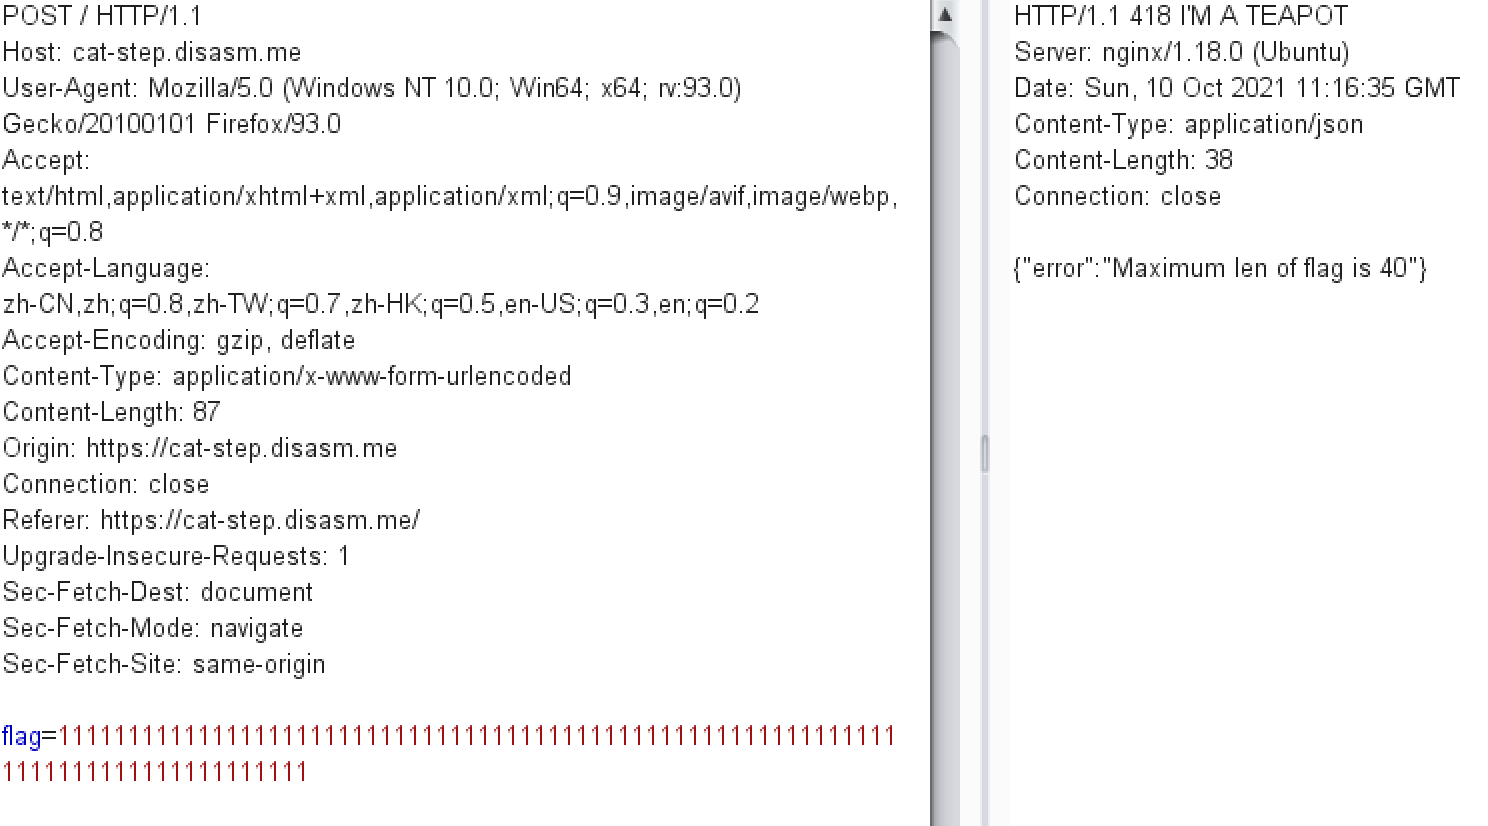 POST / HTTP/1.1
Host: cat-step.disasm.me
User-Agent: Mozilla/5.0 (Windows NT 10.0; Win64; x64; rv:93.0)
Gecko/20100101 Firefox/93.0
Accept:
text/html,application/xhtml+xml,application/xml;q=0.9,image/avif,image/webp,
*/*;q=0.8
Accept-Language:
zh-CN,zh;q=0.8,zh-TW;q=0.7,zh-HK;q=0.5,en-US;q=0.3,en;q=0.2
Accept-Encoding: gzip, deflate
Content-Type: application/x-www-form-urlencoded
Content-Length: 87
Origin: https://cat-step.disasm.me
Connection: close
Referer: https://cat-step.disasm.me/
Upgrade-Insecure-Requests: 1
Sec-Fetch-Dest: document
Sec-Fetch-Mode: navigate
Sec-Fetch-Site: same-origin
flag=111111111111111111111111111111111111111111111111111111111111
1111111111111111111111
HTTP/1.1 418 I'M A TEAPOT
Server: nginx/1.18.0 (Ubuntu)
Date: Sun, 10 Oct 2021 11:16:35 GMT
Content-Type: application/json
Content-Length: 38
Connection: close
{"error":"Maximum len of flag is 40"}